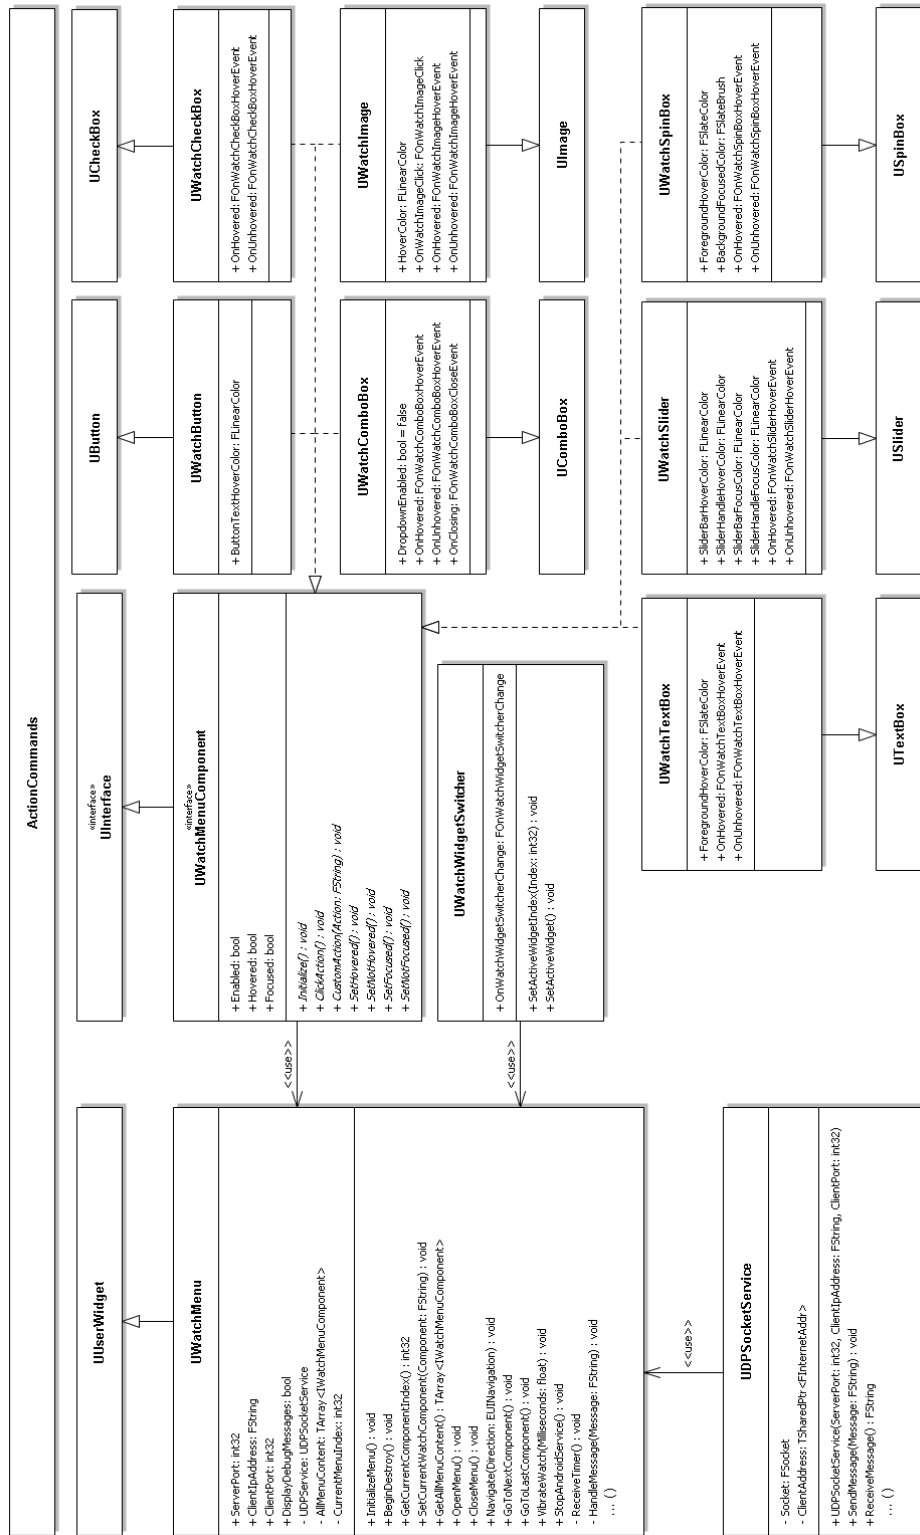 ActionCommands
UUserWidget
UWatchMenu
+ ServerPort: int32
+ ClientIpAddress: FString
+ ClientPort: int32
+ DisplayDebugMessages: bool
- UDPService: UDPSocketService
- AllMenuContent: TArray<IWatchMenuComponent>
- CurrentMenuIndex: int32
+ InitializeMenu() : void
+ BeginDestroy() : void
+ GetCurrentComponentIndex() : int32
+ SetCurrentWatchComponent(Component: FString) : void
+ GetAllMenuContent() : TArray<IWatchMenuComponent>
+ OpenMenu() : void
+ CloseMenu() : void
+ Navigate(Direction: EUINavigation) : void
+ GoToNextComponent() : void
+ GoToLastComponent() : void
+ VibrateWatch(Milliseconds: float) : void
+ StopAndroidService() : void
- ReceiveTimer() : void
- HandleMessage(Message: FString) : void
... ()
<<use>>
UDPSocketService
- Socket: FSocket
- ClientAddress: TSharedPtr<FInternetAddr>
+ UDPSocketService(ServerPort: int32, ClientIpAddress: FString, ClientPort: int32)
+ SendMessage(Message: FString) : void
+ ReceiveMessage() : FString
... ()
<<use>>
<<use>>
«interface»
UInterface
«interface»
UWatchMenuComponent
+ Enabled: bool
+ Hovered: bool
+ Focused: bool
+ Initialize() : void
+ ClickAction() : void
+ CustomAction(Action: FString) : void
+ SetHovered() : void
+ SetNotHovered() : void
+ SetFocused() : void
+ SetNotFocused() : void
UWatchWidgetSwitcher
+ OnWatchWidgetSwitcherChange: FOnWatchWidgetSwitcherChange
+ SetActiveWidgetIndex(Index: int32) : void
+ SetActiveWidget() : void
UButton
UWatchButton
+ ButtonTextHoverColor: FLinearColor
UCheckBox
UWatchCheckBox
+ OnHovered: FOnWatchCheckBoxHoverEvent
+ OnUnhovered: FOnWatchCheckBoxHoverEvent
UWatchComboBox
+ DropdownEnabled: bool = false
+ OnHovered: FOnWatchComboBoxHoverEvent
+ OnUnhovered: FOnWatchComboBoxHoverEvent
+ OnClosing: FOnWatchComboBoxCloseEvent
UComboBox
UWatchImage
+ HoverColor: FLinearColor
+ OnWatchImageClick: FOnWatchImageClick
+ OnHovered: FOnWatchImageHoverEvent
+ OnUnhovered: FOnWatchImageHoverEvent
UImage
UWatchTextBox
+ ForegroundHoverColor: FSlateColor
+ OnHovered: FOnWatchTextBoxHoverEvent
+ OnUnhovered: FOnWatchTextBoxHoverEvent
UTextBox
UWatchSlider
+ SliderBarHoverColor: FLinearColor
+ SliderHandleHoverColor: FLinearColor
+ SliderBarFocusColor: FLinearColor
+ SliderHandleFocusColor: FLinearColor
+ OnHovered: FOnWatchSliderHoverEvent
+ OnUnhovered: FOnWatchSliderHoverEvent
USlider
UWatchSpinBox
+ ForegroundHoverColor: FSlateColor
+ BackgroundFocusedColor: FSlateBrush
+ OnHovered: FOnWatchSpinBoxHoverEvent
+ OnUnhovered: FOnWatchSpinBoxHoverEvent
USpinBox